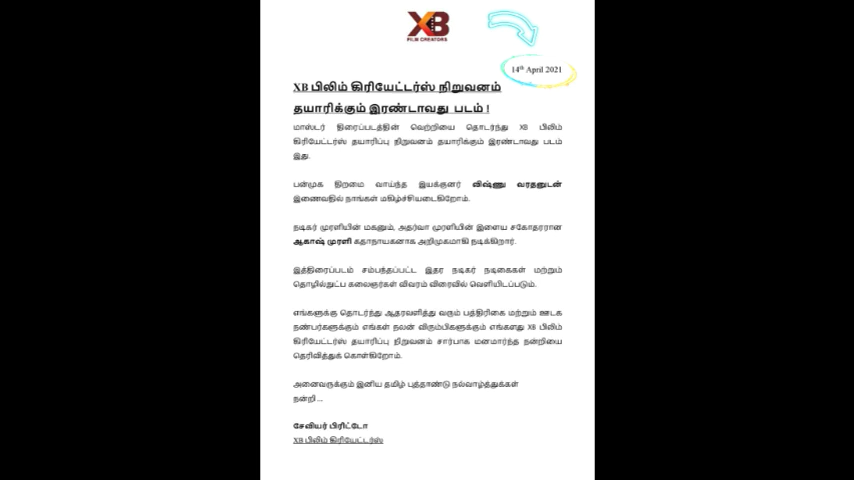 XB
FILM CREATORS
14th April 2021
XB பிலிம் கிரியேட்டர்ஸ் நிறுவனம்
தயாரிக்கும் இரண்டாவது படம் !
மாஸ்டர் திரைப்படத்தின் வெற்றியை தொடர்ந்து XB பிலிம்
கிரியேட்டர்ஸ் தயாரிப்பு நிறுவனம் தயாரிக்கும் இரண்டாவது படம்
இது.
பன்முக திறமை வாய்ந்த இயக்குனர் விஷ்ணு வரதனுடன்
இணைவதில் நாங்கள் மகிழ்ச்சியடைகிறோம்.
நடிகர் முரளியின் மகனும், அதர்வா முரளியின் இளைய சகோதரரான
ஆகாஷ் முரளி கதாநாயகனாக அறிமுகமாகி நடிக்கிறார்.
இத்திரைப்படம் சம்பந்தப்பட்ட இதர நடிகர் நடிகைகள் மற்றும்
தொழில்நுட்ப கலைஞர்கள் விவரம் விரைவில் வெளியிடப்படும்.
எங்களுக்கு தொடர்ந்து ஆதரவளித்து வரும் பத்திரிகை மற்றும் ஊடக
நண்பர்களுக்கும் எங்கள் நலன் விரும்பிகளுக்கும் எங்களது XB பிலிம்
கிரியேட்டர்ஸ் தயாரிப்பு நிறுவனம் சார்பாக மனமார்ந்த நன்றியை
தெரிவித்துக் கொள்கிறோம்.
அனைவருக்கும் இனிய தமிழ் புத்தாண்டு நல்வாழ்த்துக்கள்
நன்றி ...
சேவியர் பிரிட்டோ
XB பிலிம் கிரியேட்டர்ஸ்